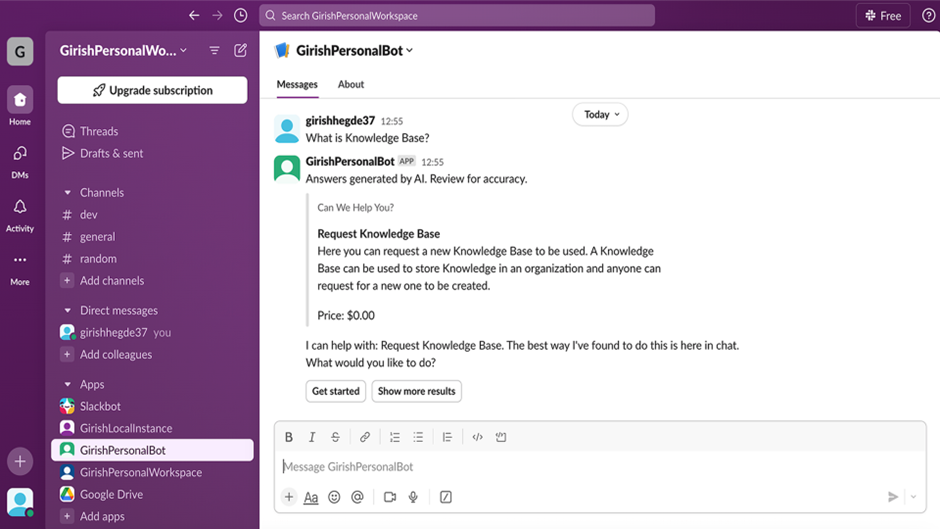 Search GirishPersonalWorkspace
Free
G
GirishPersonalWo...
Upgrade subscription
Home
DMs
Activity
More
Threads
Drafts & sent
Channels
# dev
# general
# random
+ Add channels
Direct messages
girishhegde37 you
+ Add colleagues
Apps
Slackbot
GirishLocalInstance
GirishPersonalBot
GirishPersonalWorkspace
Google Drive
+ Add apps
GirishPersonalBot
Messages
About
Today
girishhegde37 12:55
What is Knowledge Base?
GirishPersonalBot APP 12:55
Answers generated by AI. Review for accuracy.
Can We Help You?
Request Knowledge Base
Here you can request a new Knowledge Base to be used. A Knowledge
Base can be used to store Knowledge in an organization and anyone can
request for a new one to be created.
Price: $0.00
I can help with: Request Knowledge Base. The best way I've found to do this is here in chat.
What would you like to do?
Get started
Show more results
B I S
Message GirishPersonalBot
+ Aa @